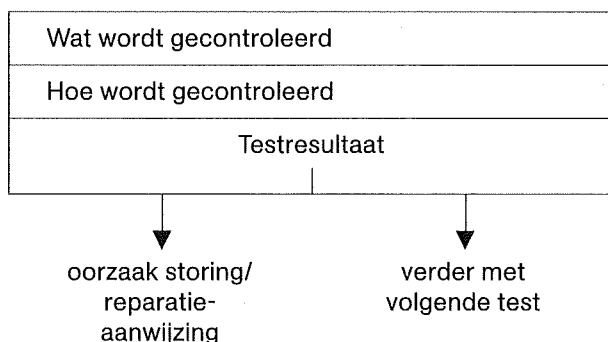 Wat wordt gecontroleerd
Hoe wordt gecontroleerd
Testresultaat
oorzaak storing/
reparatie-
aanwijzing
verder met
volgende test